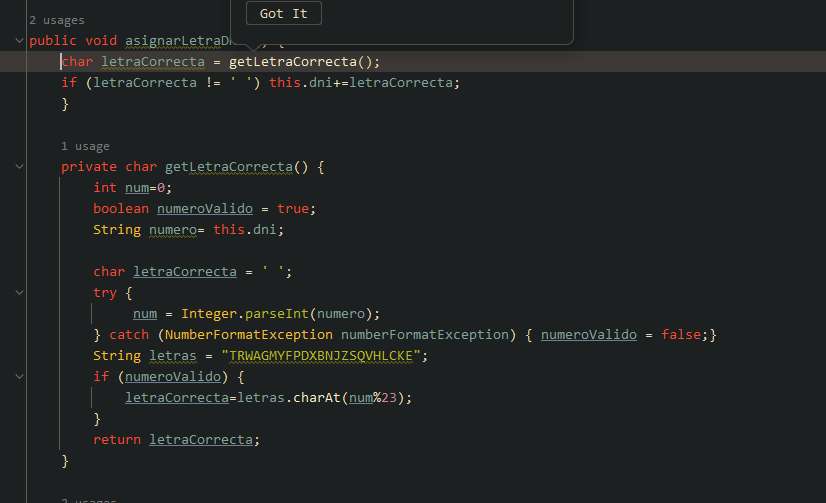 Got It
2 usages
public void asignarLetraD
char letraCorrecta = getLetraCorrecta();
if (letraCorrecta != ' ') this.dni+=letraCorrecta;
}
1 usage
private char getLetraCorrecta() {
int num=0;
boolean numeroValido = true;
String numero= this.dni;
char letraCorrecta = ' ';
try {
num = Integer.parseInt(numero);
} catch (NumberFormatException numberFormatException) { numeroValido = false;}
String letras = "TRWAGMYFPDXBNJZSQVHLCKE";
if (numeroValido) {
letraCorrecta=letras.charAt(num%23);
}
return letraCorrecta;
}
2 usages